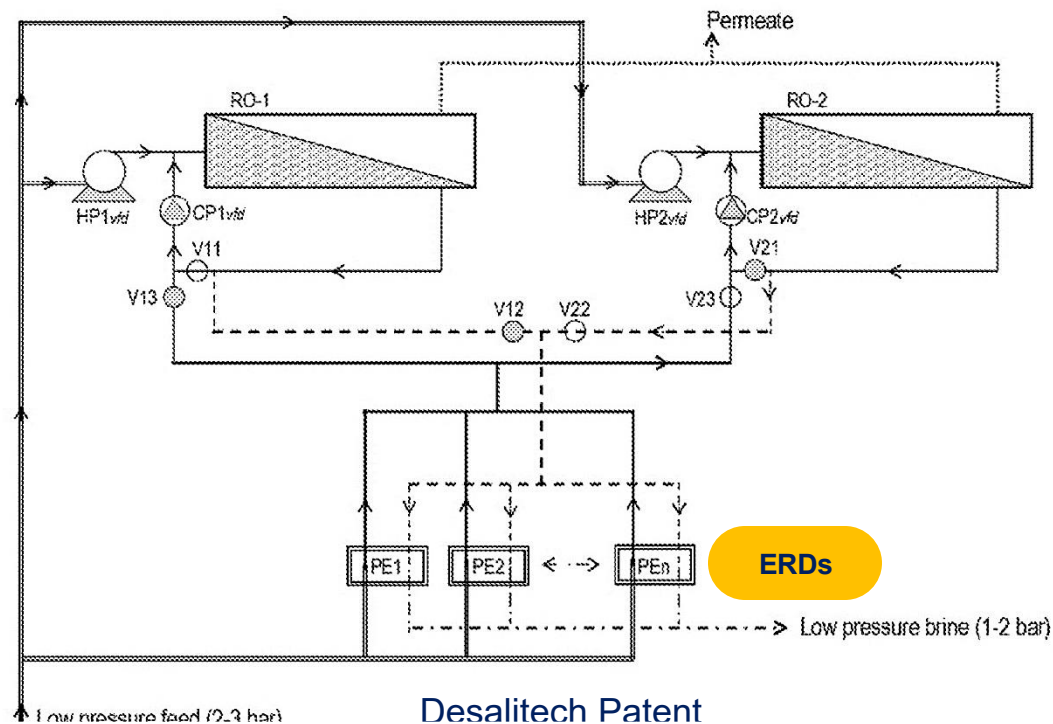 Permeate
RO-1
RO-2
HP1vfd
CP1vfd
HP2vfd
CP2vfd
V11
V21
V13
V12
V22
V23
PE1
PE2
PEn
ERDs
Low pressure brine (1-2 bar)
Low pressure feed (2-3 bar)
Desalitech Patent